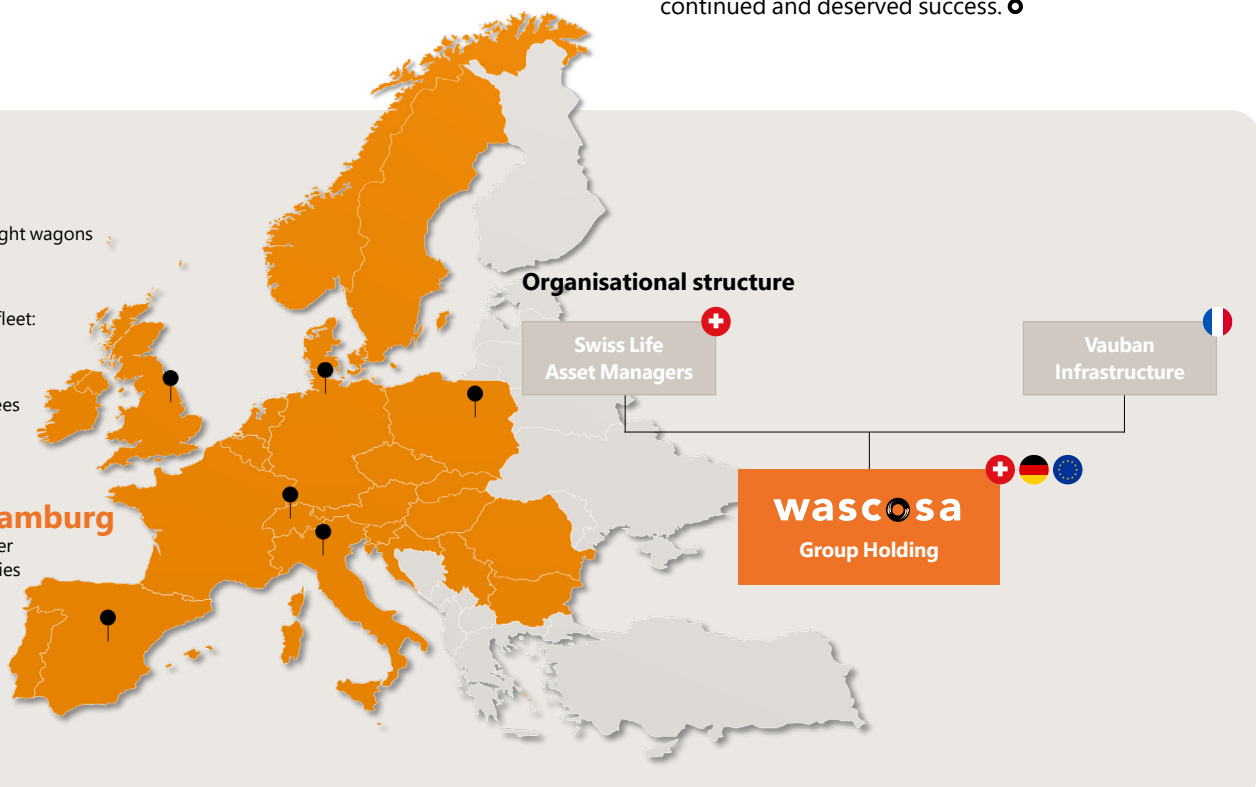 continued and deserved success.
ght wagons
fleet:
ees
amburg
er
ies
Organisational structure
Swiss Life
Asset Managers
Vauban
Infrastructure
wascosa
Group Holding